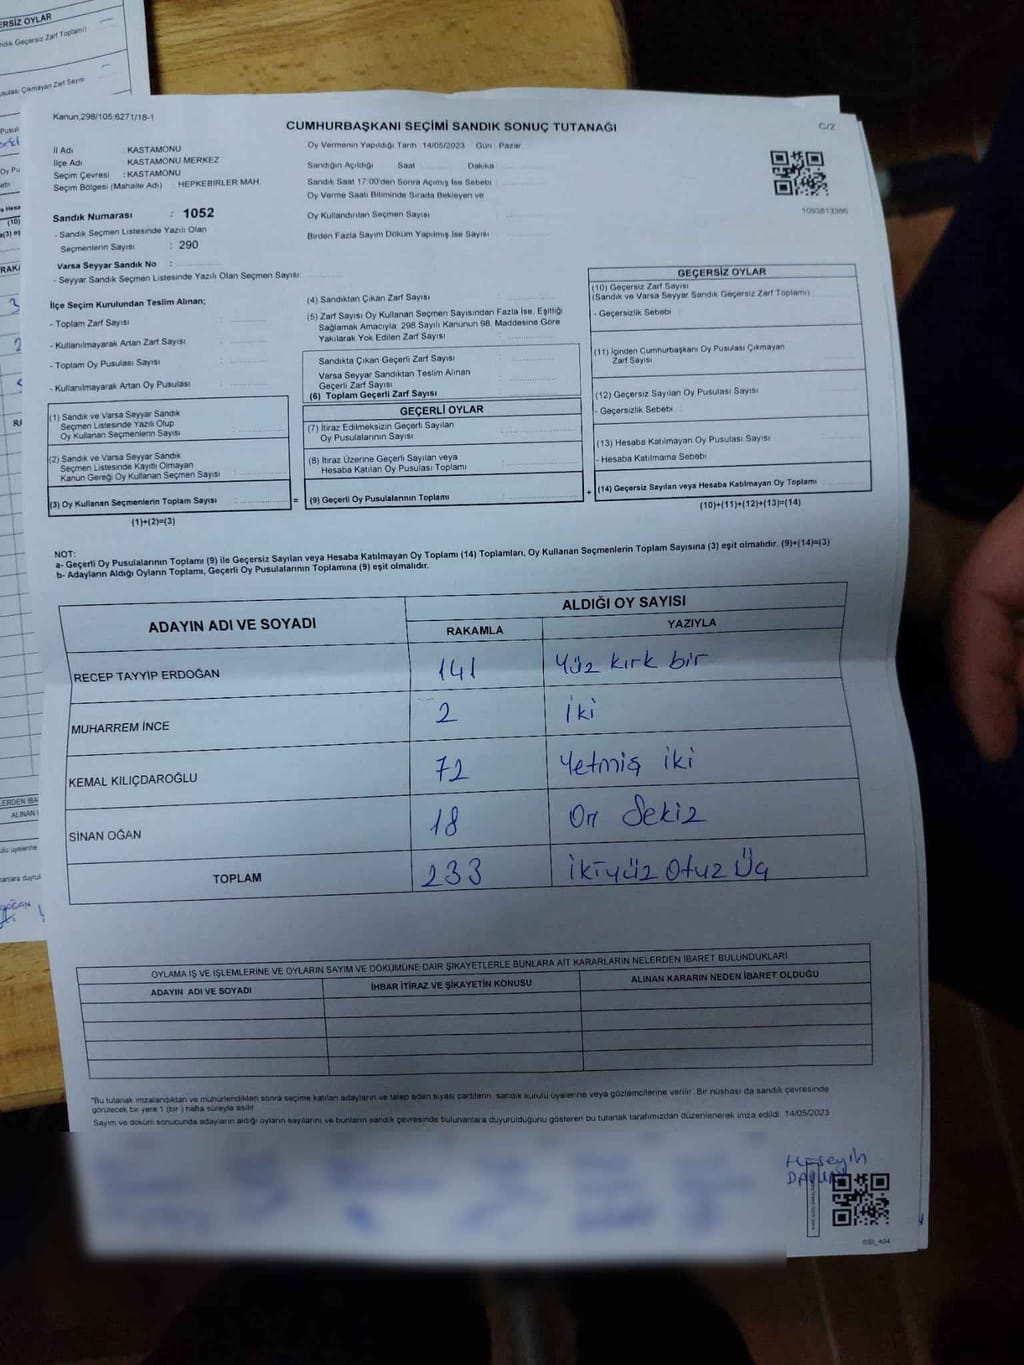 ERSİZ OYLAR
Kanun,298/105;6271/18-1
CUMHURBAŞKANI SEÇİMİ SANDIK SONUÇ TUTANAĞI
C/2
İl Adı : KASTAMONU
İlçe Adı KASTAMONU MERKEZ
Seçim Çevresi : KASTAMONU
Seçim Bölgesi (Mahalle Adı) : HEPKEBİRLER MAH.
Sandık Numarası : 1052
- Sandık Seçmen Listesinde Yazılı Olan
Seçmenlerin Sayısı : 290
Varsa Seyyar Sandık No :
- Seyyar Sandık Seçmen Listesinde Yazılı Olan Seçmen Sayısı:
Oy Vermenin Yapıldığı Tarih 14/05/2023 Gün Pazar
Sandığın Açıldığı Saat Dakika
Sandık Saat 17:00'den Sonra Açılmış İse Sebebi
Oy Verme Saati Bitiminde Sırada Bekleyen ve
Oy Kullandırılan Seçmen Sayısı
Birden Fazla Sayım Döküm Yapılmış İse Sayısı
1093813386
İlçe Seçim Kurulundan Teslim Alınan;
- Toplam Zarf Sayısı
- Kullanılmayarak Artan Zarf Sayısı
- Toplam Oy Pusulası Sayısı
- Kullanılmayarak Artan Oy Pusulası
(1) Sandık ve Varsa Seyyar Sandık
Seçmen Listesinde Yazılı Olup
Oy Kullanan Seçmenlerin Sayısı
(2) Sandık ve Varsa Seyyar Sandık
Seçmen Listesinde Kayıtlı Olmayan
Kanun Gereği Oy Kullanan Seçmen Sayısı
(3) Oy Kullanan Seçmenlerin Toplam Sayısı
(1)+(2)=(3)
(4) Sandıktan Çıkan Zarf Sayısı
(5) Zarf Sayısı Oy Kullanan Seçmen Sayısından Fazla İse, Eşitliği
Sağlamak Amacıyla; 298 Sayılı Kanunun 98. Maddesine Göre
Yakılarak Yok Edilen Zarf Sayısı
Sandıkta Çıkan Geçerli Zarf Sayısı
Varsa Seyyar Sandıktan Teslim Alınan
Geçerli Zarf Sayısı
(6) Toplam Geçerli Zarf Sayısı
GEÇERLİ OYLAR
(7) İtiraz Edilmeksizin Geçerli Sayılan
Oy Pusulalarının Sayısı
(8) İtiraz Üzerine Geçerli Sayılan veya
Hesaba Katılan Oy Pusulası Toplamı
= (9) Geçerli Oy Pusulalarının Toplamı
GEÇERSİZ OYLAR
(10) Geçersiz Zarf Sayısı
(Sandık ve Varsa Seyyar Sandık Geçersiz Zarf Toplamı)
- Geçersizlik Sebebi
(11) İçinden Cumhurbaşkanı Oy Pusulası Çıkmayan
Zarf Sayısı
(12) Geçersiz Sayılan Oy Pusulası Sayısı
- Geçersizlik Sebebi
(13) Hesaba Katılmayan Oy Pusulası Sayısı
- Hesaba Katılmama Sebebi
+ (14) Geçersiz Sayılan veya Hesaba Katılmayan Oy Toplamı
(10)+(11)+(12)+(13)=(14)
NOT:
a- Geçerli Oy Pusulalarının Toplamı (9) ile Geçersiz Sayılan veya Hesaba Katılmayan Oy Toplamı (14) Toplamları, Oy Kullanan Seçmenlerin Toplam Sayısına (3) eşit olmalıdır. (9)+(14)=(3)
b- Adayların Aldığı Oyların Toplamı, Geçerli Oy Pusulalarının Toplamına (9) eşit olmalıdır.
ADAYIN ADI VE SOYADI
ALDIĞI OY SAYISI
RAKAMLA YAZIYLA
RECEP TAYYİP ERDOĞAN 141 Yüz kırk bir
MUHARREM İNCE 2 İki
KEMAL KILIÇDAROĞLU 72 Yetmiş iki
SİNAN OĞAN 18 On Sekiz
TOPLAM 233 İkiyüz Otuz Üç
OYLAMA İŞ VE İŞLEMLERİNE VE OYLARIN SAYIM VE DÖKÜMÜNE DAİR ŞİKAYETLERLE BUNLARA AİT KARARLARIN NELERDEN İBARET BULUNDUKLARI
ADAYIN ADI VE SOYADI İHBAR İTİRAZ VE ŞİKAYETİN KONUSU ALINAN KARARIN NEDEN İBARET OLDUĞU
*Bu tutanak imzalandıktan ve mühürlendikten sonra seçime katılan adayların ve talep eden siyasi partilerin sandık kurulu üyelerine veya gözlemcilerine verilir. Bir nüshası da sandık çevresinde
görülecek bir yere 1 (bir) hafta süreyle asılır
Sayım ve döküm sonucunda adayların aldığı oyların sayılarını ve bunların sandık çevresinde bulunanlara duyurulduğunu gösteren bu tutanak tarafımızdan düzenlenerek imza edildi. 14/05/2023
Hüseyin
SSI_404